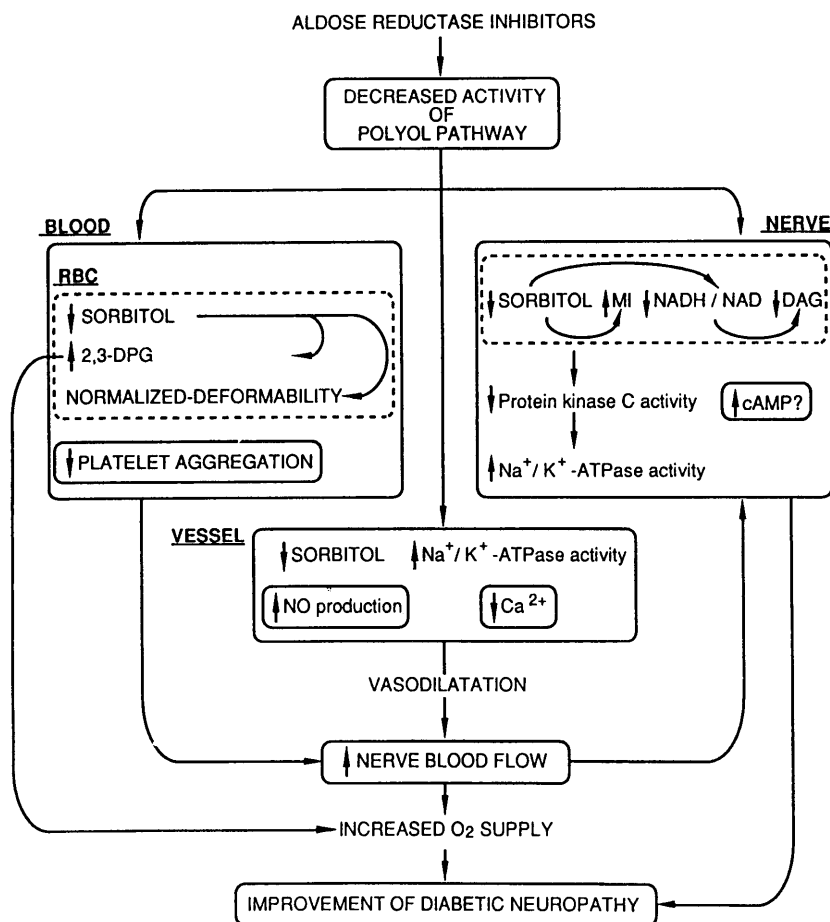 ALDOSE REDUCTASE INHIBITORS
DECREASED ACTIVITY
OF
POLYOL PATHWAY
BLOOD
RBC
↓ SORBITOL
↑ 2,3-DPG
NORMALIZED-DEFORMABILITY
↓ PLATELET AGGREGATION
NERVE
↓ SORBITOL ↑ MI ↓ NADH / NAD ↓ DAG
↓ Protein kinase C activity
↑ cAMP?
↑ Na⁺/ K⁺ -ATPase activity
VESSEL
↓ SORBITOL ↑ Na⁺/ K⁺ -ATPase activity
↑ NO production ↓ Ca ²⁺
VASODILATATION
↑ NERVE BLOOD FLOW
INCREASED O₂ SUPPLY
IMPROVEMENT OF DIABETIC NEUROPATHY